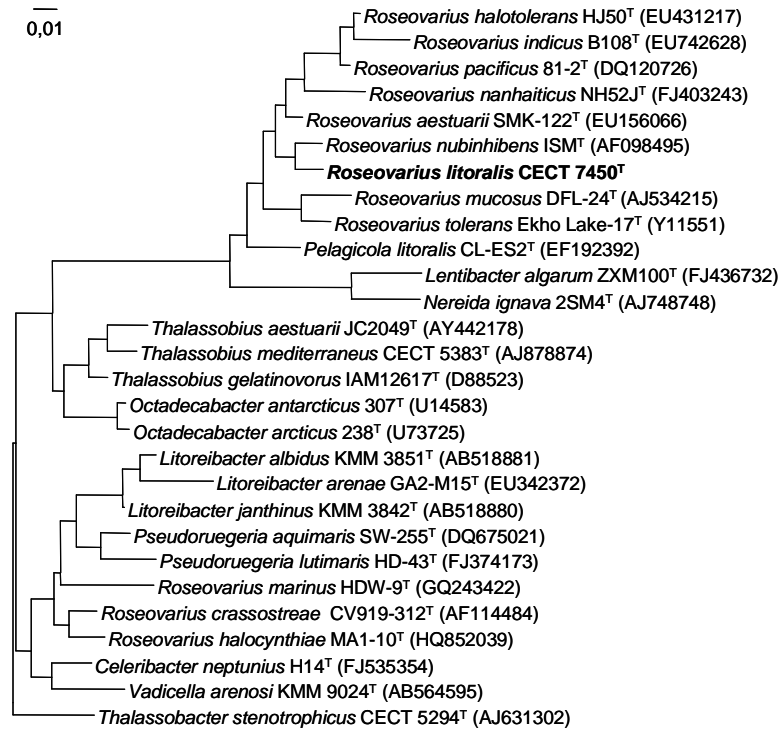 0,01
Roseovarius halotolerans HJ50ᵀ (EU431217)
Roseovarius indicus B108ᵀ (EU742628)
Roseovarius pacificus 81-2ᵀ (DQ120726)
Roseovarius nanhaiticus NH52Jᵀ (FJ403243)
Roseovarius aestuarii SMK-122ᵀ (EU156066)
Roseovarius nubinhibens ISMᵀ (AF098495)
Roseovarius litoralis CECT 7450ᵀ
Roseovarius mucosus DFL-24ᵀ (AJ534215)
Roseovarius tolerans Ekho Lake-17ᵀ (Y11551)
Pelagicola litoralis CL-ES2ᵀ (EF192392)
Lentibacter algarum ZXM100ᵀ (FJ436732)
Nereida ignava 2SM4ᵀ (AJ748748)
Thalassobius aestuarii JC2049ᵀ (AY442178)
Thalassobius mediterraneus CECT 5383ᵀ (AJ878874)
Thalassobius gelatinovorus IAM12617ᵀ (D88523)
Octadecabacter antarcticus 307ᵀ (U14583)
Octadecabacter arcticus 238ᵀ (U73725)
Litoreibacter albidus KMM 3851ᵀ (AB518881)
Litoreibacter arenae GA2-M15ᵀ (EU342372)
Litoreibacter janthinus KMM 3842ᵀ (AB518880)
Pseudoruegeria aquimaris SW-255ᵀ (DQ675021)
Pseudoruegeria lutimaris HD-43ᵀ (FJ374173)
Roseovarius marinus HDW-9ᵀ (GQ243422)
Roseovarius crassostreae CV919-312ᵀ (AF114484)
Roseovarius halocynthiae MA1-10ᵀ (HQ852039)
Celeribacter neptunius H14ᵀ (FJ535354)
Vadicella arenosi KMM 9024ᵀ (AB564595)
Thalassobacter stenotrophicus CECT 5294ᵀ (AJ631302)